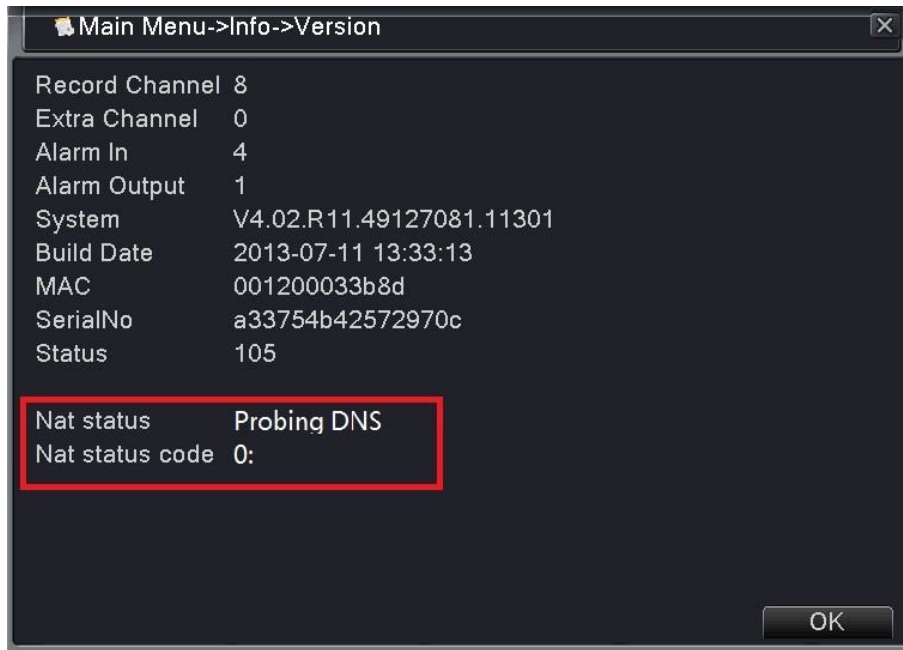 Main Menu->Info->Version
Record Channel 8
Extra Channel 0
Alarm In 4
Alarm Output 1
System V4.02.R11.49127081.11301
Build Date 2013-07-11 13:33:13
MAC 001200033b8d
SerialNo a33754b42572970c
Status 105
Nat status Probing DNS
Nat status code 0:
OK